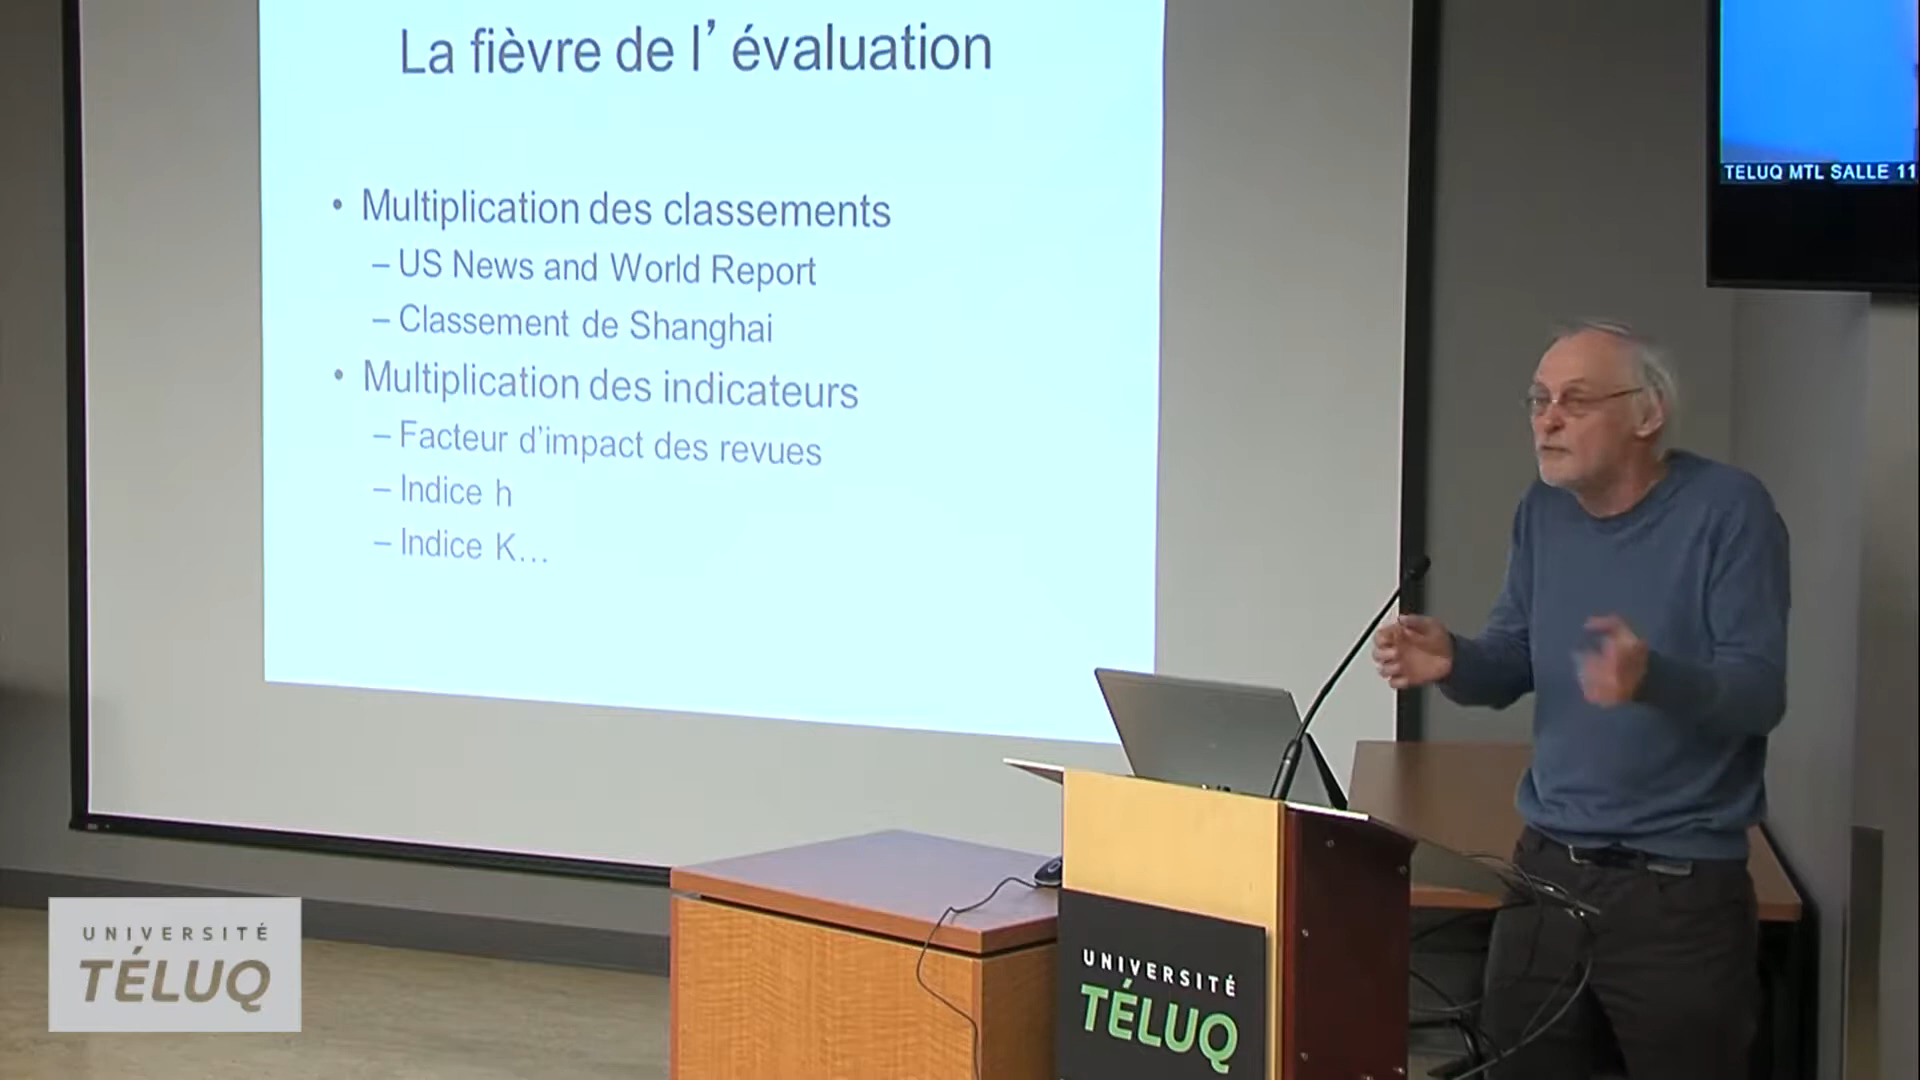 La fièvre de l’ évaluation
• Multiplication des classements
– US News and World Report
– Classement de Shanghai
• Multiplication des indicateurs
– Facteur d’impact des revues
– Indice h
– Indice K...
TELUQ MTL SALLE 11
UNIVERSITÉ
TÉLUQ
UNIVERSITÉ
TÉLUQ